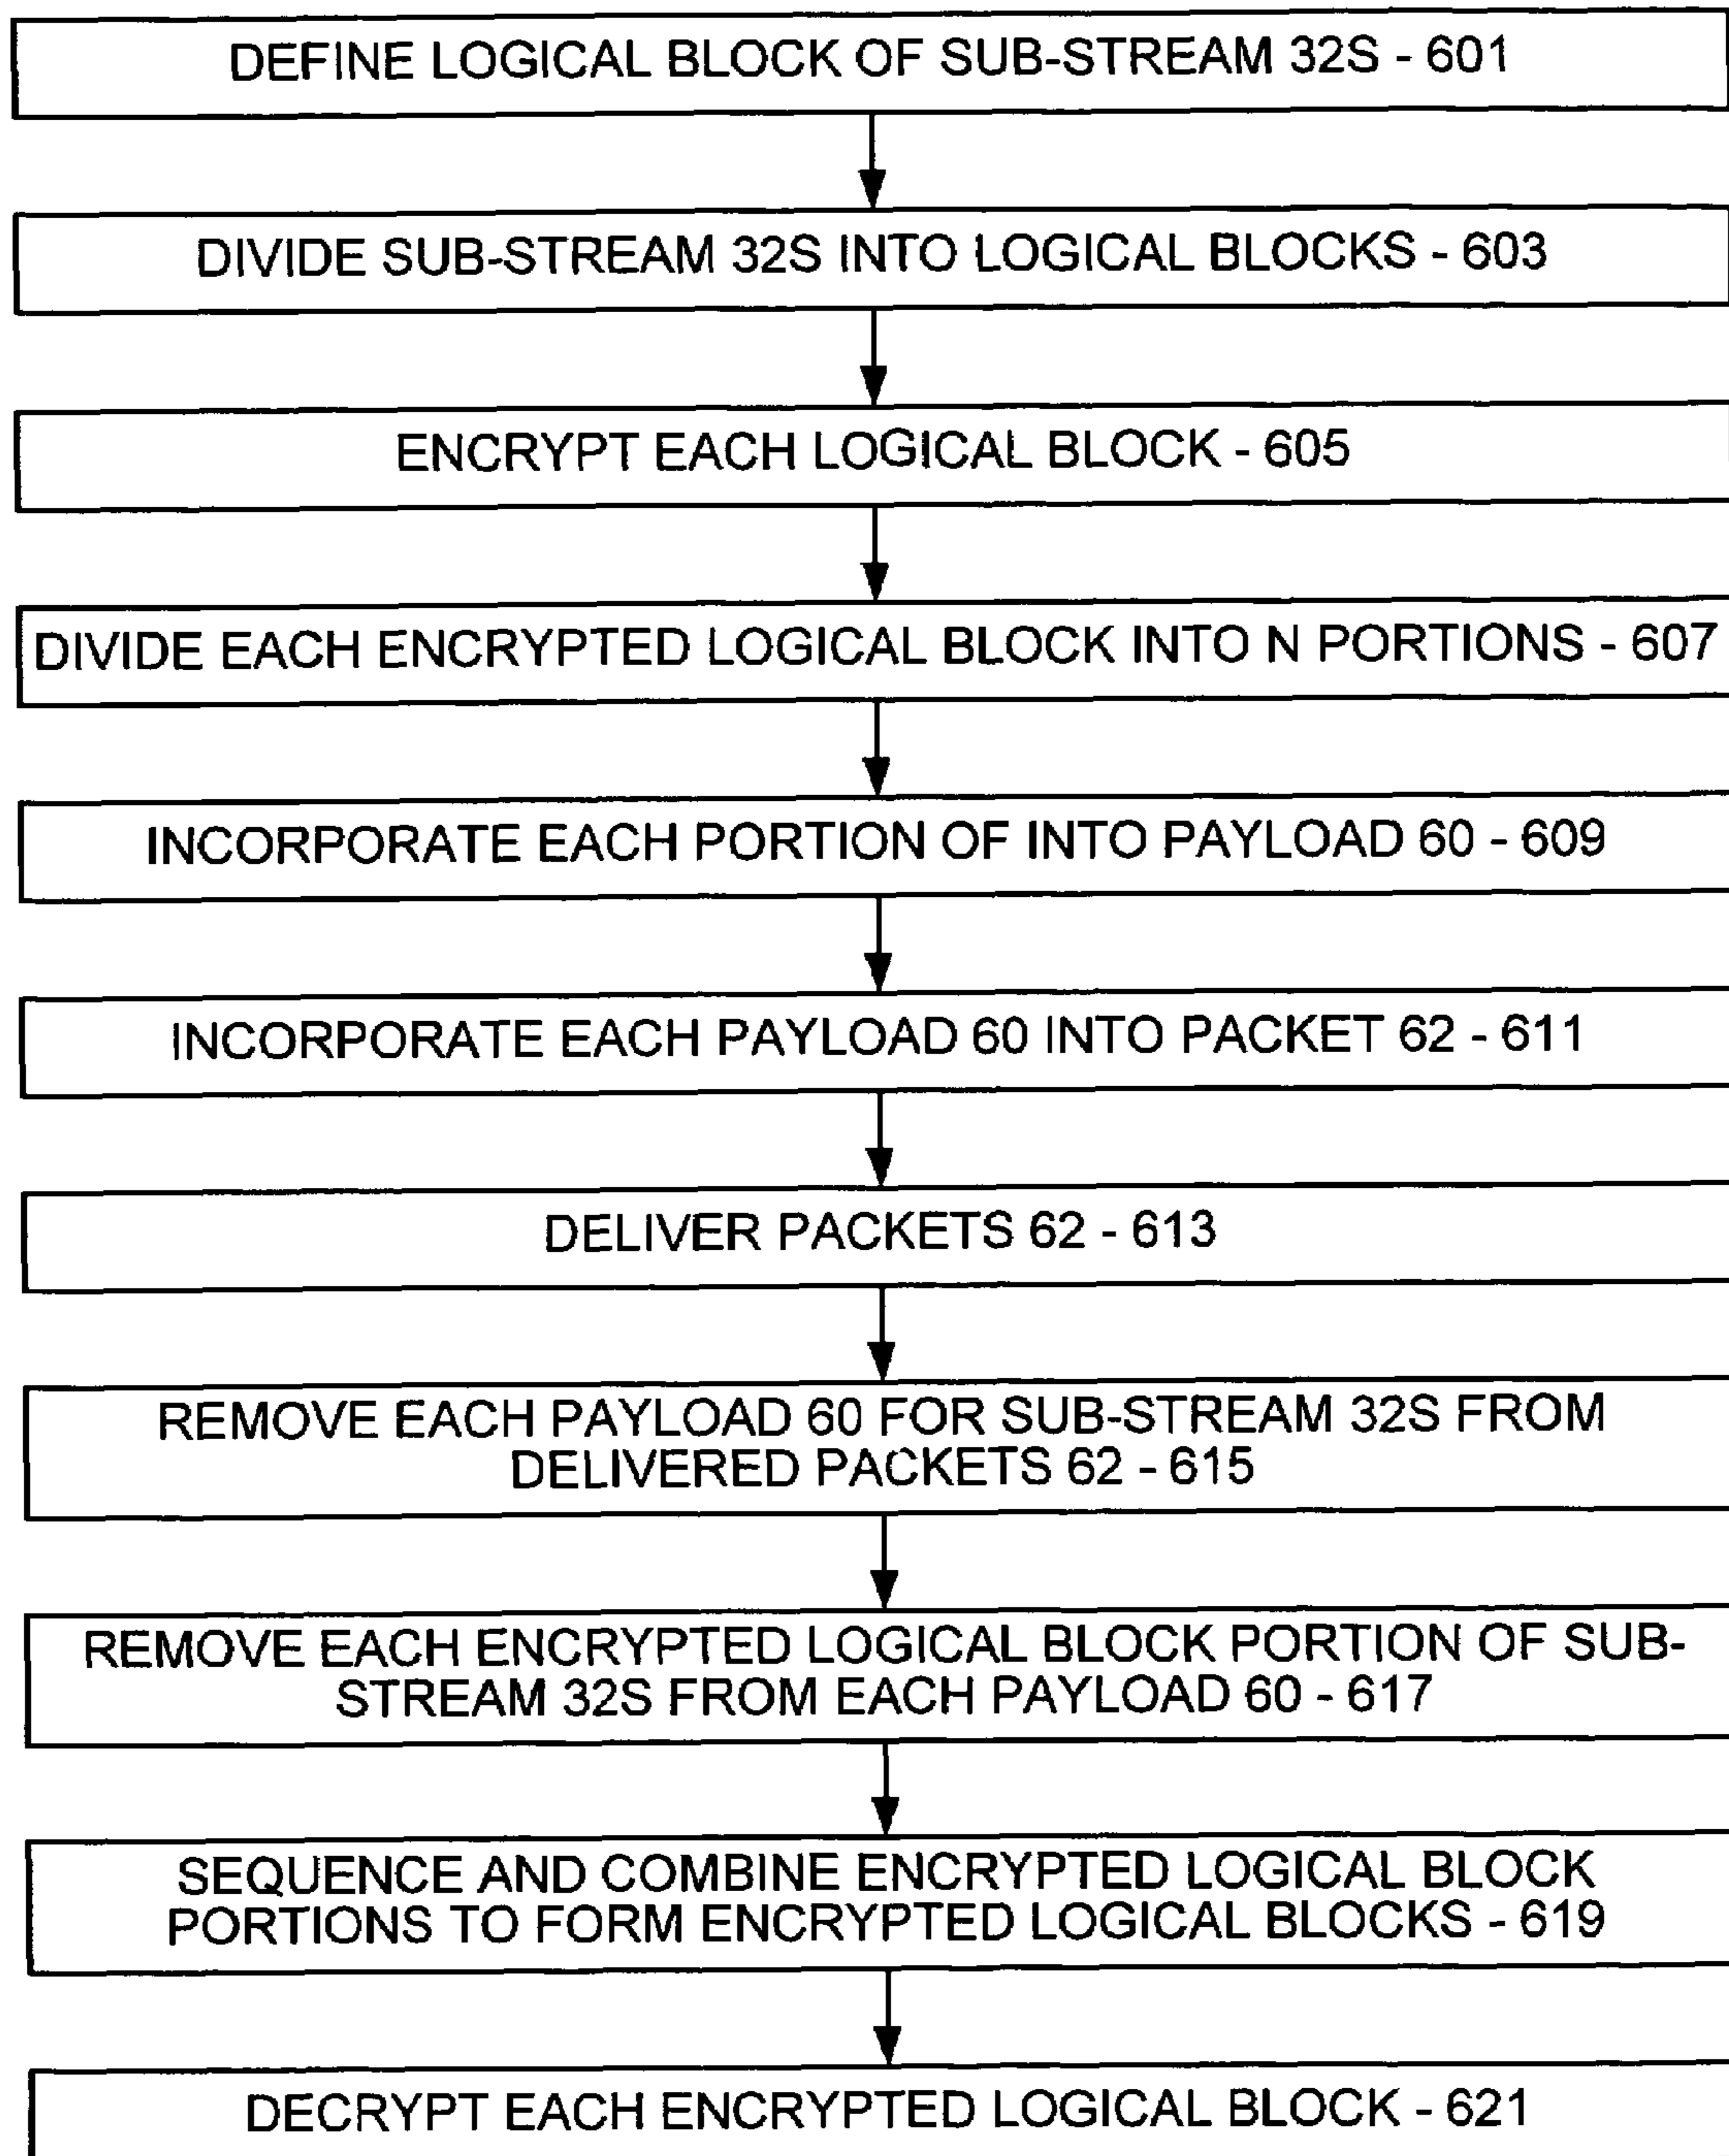 DEFINE LOGICAL BLOCK OF SUB-STREAM 32S - 601
DIVIDE SUB-STREAM 32S INTO LOGICAL BLOCKS - 603
ENCRYPT EACH LOGICAL BLOCK - 605
DIVIDE EACH ENCRYPTED LOGICAL BLOCK INTO N PORTIONS - 607
INCORPORATE EACH PORTION OF INTO PAYLOAD 60 - 609
INCORPORATE EACH PAYLOAD 60 INTO PACKET 62 - 611
DELIVER PACKETS 62 - 613
REMOVE EACH PAYLOAD 60 FOR SUB-STREAM 32S FROM
DELIVERED PACKETS 62 - 615
REMOVE EACH ENCRYPTED LOGICAL BLOCK PORTION OF SUB-
STREAM 32S FROM EACH PAYLOAD 60 - 617
SEQUENCE AND COMBINE ENCRYPTED LOGICAL BLOCK
PORTIONS TO FORM ENCRYPTED LOGICAL BLOCKS - 619
DECRYPT EACH ENCRYPTED LOGICAL BLOCK - 621